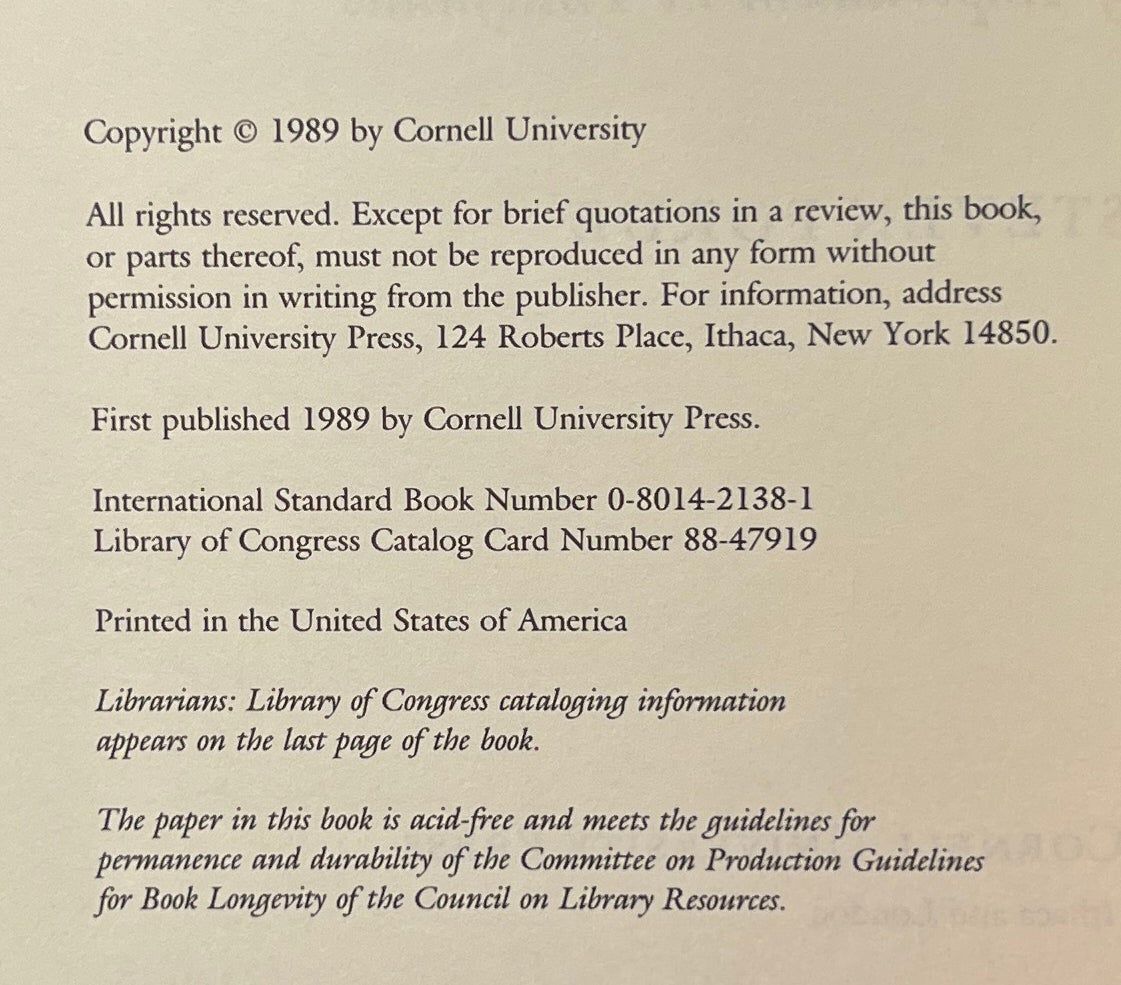 Copyright © 1989 by Cornell University
All rights reserved. Except for brief quotations in a review, this book,
or parts thereof, must not be reproduced in any form without
permission in writing from the publisher. For information, address
Cornell University Press, 124 Roberts Place, Ithaca, New York 14850.
First published 1989 by Cornell University Press.
International Standard Book Number 0-8014-2138-1
Library of Congress Catalog Card Number 88-47919
Printed in the United States of America
Librarians: Library of Congress cataloging information
appears on the last page of the book.
The paper in this book is acid-free and meets the guidelines for
permanence and durability of the Committee on Production Guidelines
for Book Longevity of the Council on Library Resources.